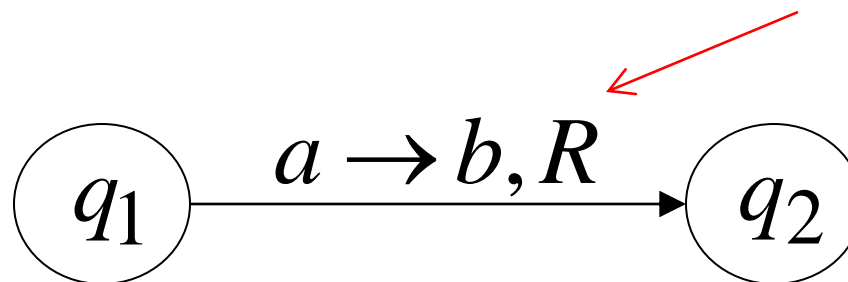 a → b, R
q₁ q₂